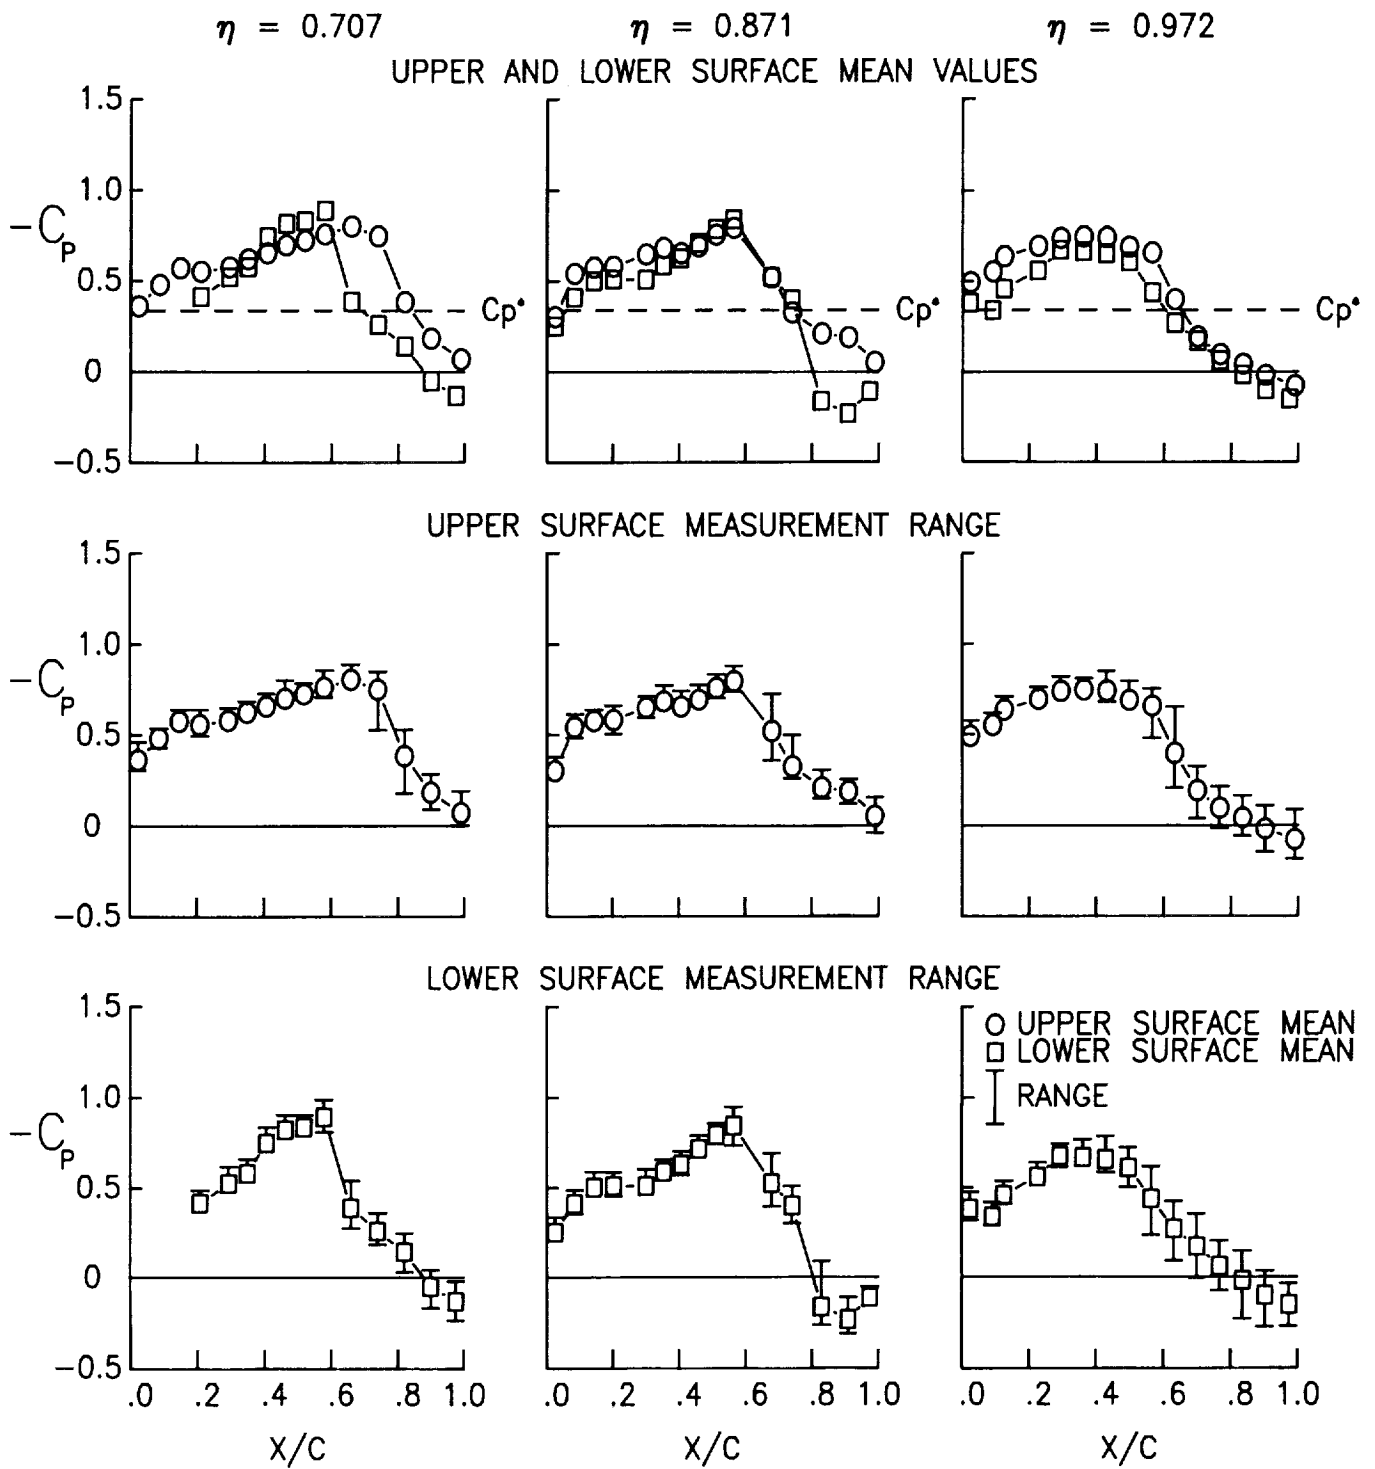 η = 0.707 η = 0.871 η = 0.972
UPPER AND LOWER SURFACE MEAN VALUES
1.5
1.0
-Cp
0.5
Cp* Cp* Cp*
0
-0.5
UPPER SURFACE MEASUREMENT RANGE
1.5
1.0
-Cp
0.5
0
-0.5
LOWER SURFACE MEASUREMENT RANGE
1.5
UPPER SURFACE MEAN
LOWER SURFACE MEAN
RANGE
1.0
-Cp
0.5
0
-0.5
.0 .2 .4 .6 .8 1.0 .0 .2 .4 .6 .8 1.0 .0 .2 .4 .6 .8 1.0
X/C X/C X/C